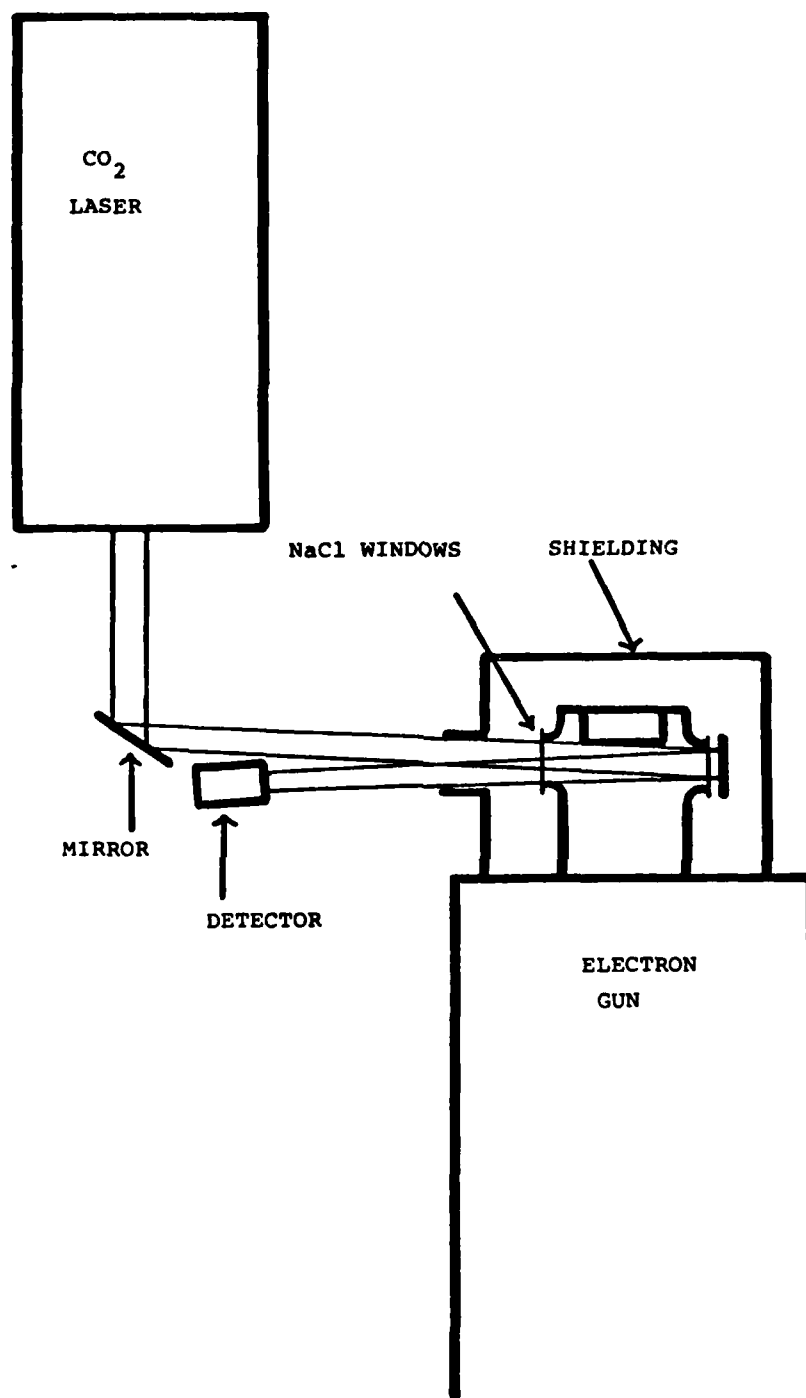 CO2
LASER
NaCl WINDOWS
SHIELDING
MIRROR
DETECTOR
ELECTRON
GUN